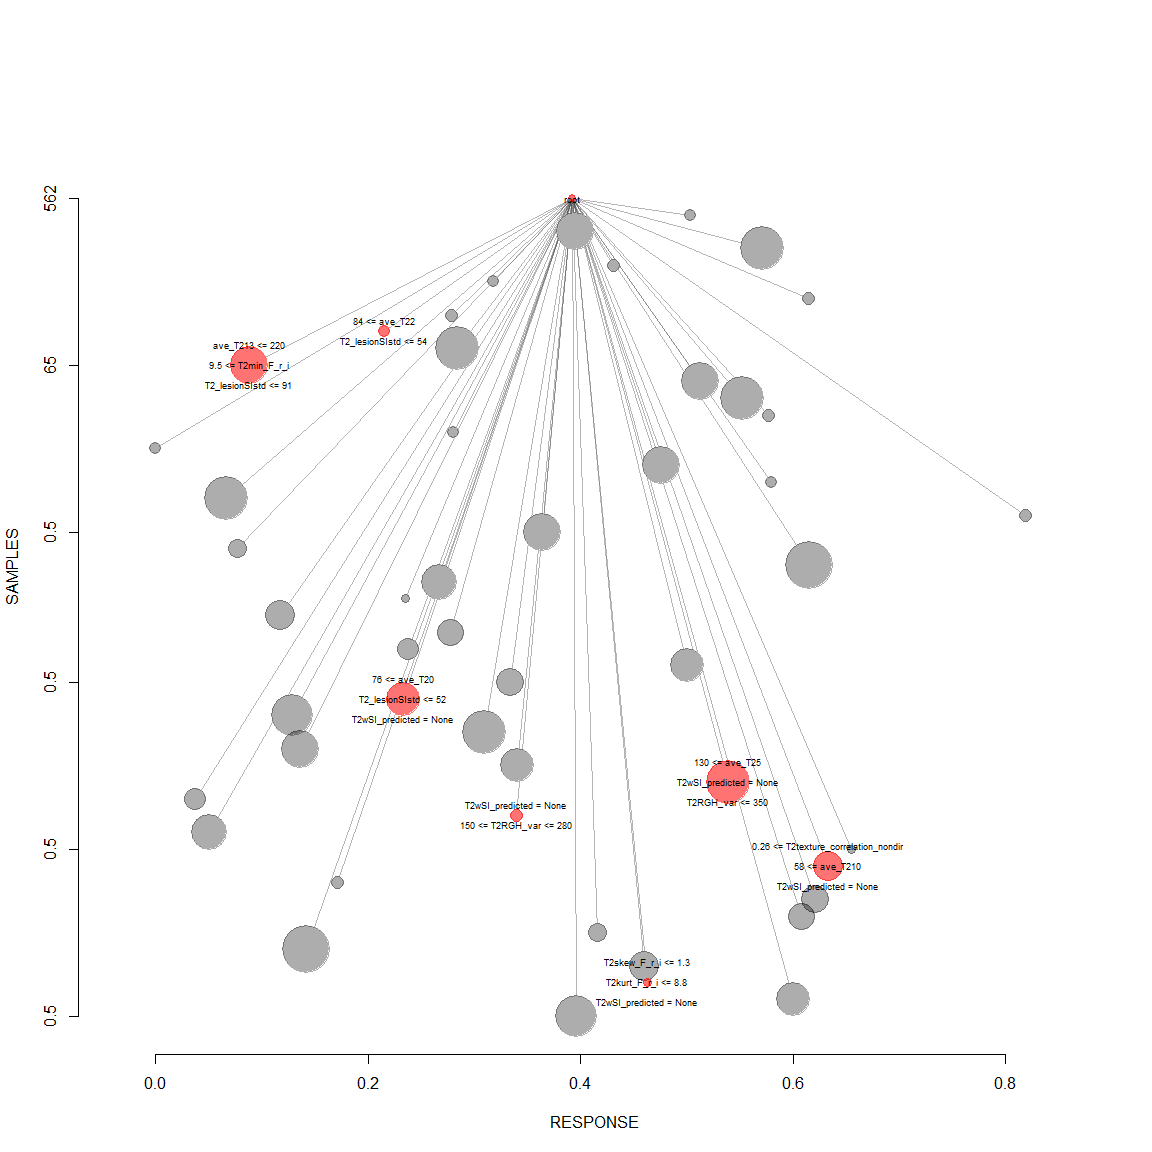 562
root
84 <= ave_T22
T2_lesionSIstd <= 54
ave_T213 <= 220
9.5 <= T2min_F_r_i
T2_lesionSIstd <= 91
65
0.5
SAMPLES
76 <= ave_T20
T2_lesionSIstd <= 52
T2wSI_predicted = None
0.5
130 <= ave_T25
T2wSI_predicted = None
T2RGH_var <= 350
T2wSI_predicted = None
150 <= T2RGH_var <= 280
0.5
0.26 <= T2texture_correlation_nondir
58 <= ave_T210
T2wSI_predicted = None
T2skew_F_r_i <= 1.3
T2kurt_F_r_i <= 8.8
T2wSI_predicted = None
0.5
0.0 0.2 0.4 0.6 0.8
RESPONSE